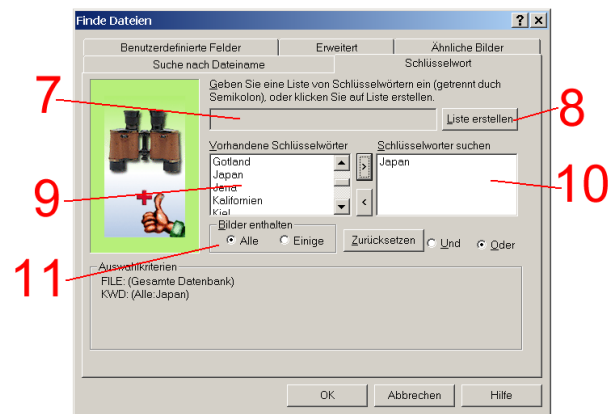 Finde Dateien
Benutzerdefinierte Felder Erweitert Ähnliche Bilder
Suche nach Dateiname Schlüsselwort
Geben Sie eine Liste von Schlüsselwörtern ein (getrennt duch
Semikolon), oder klicken Sie auf Liste erstellen.
7
Liste erstellen
8
Vorhandene Schlüsselwörter
Schlüsselworter suchen
Gotland
Japan
Jena
Kalifornien
Kiel
9
>
<
Japan
10
Bilder enthalten
Alle Einige
Zurücksetzen
Und Oder
11
Auswahlkriterien
FILE: (Gesamte Datenbank)
KWD: (Alle:Japan)
OK Abbrechen Hilfe